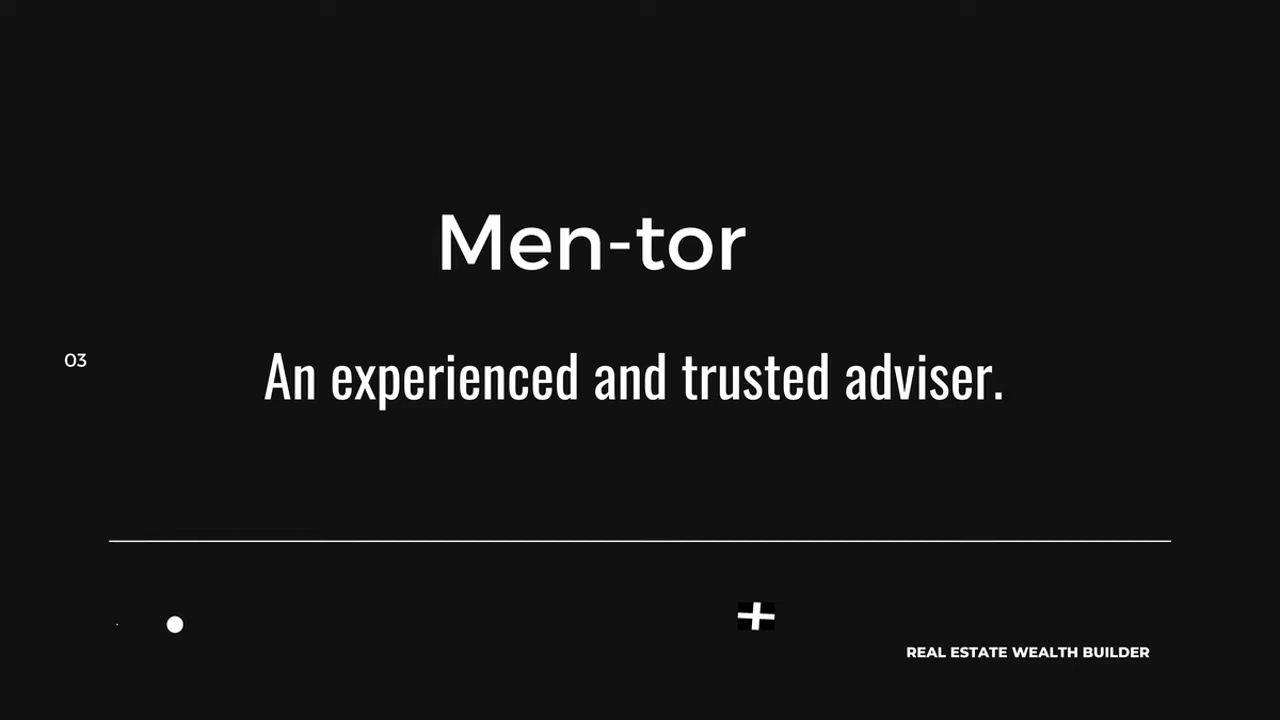 Men-tor
03
An experienced and trusted adviser.
REAL ESTATE WEALTH BUILDER